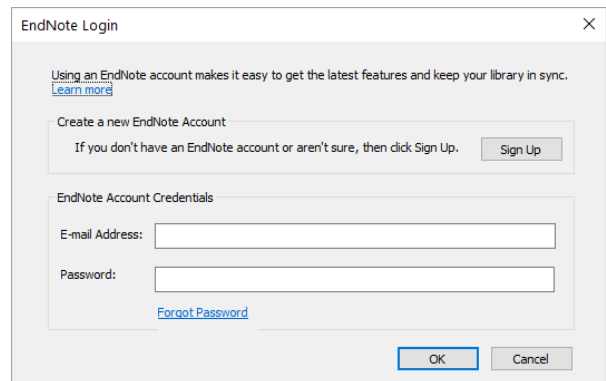 EndNote Login
Using an EndNote account makes it easy to get the latest features and keep your library in sync.
Learn more
Create a new EndNote Account
If you don't have an EndNote account or aren't sure, then click Sign Up.
Sign Up
EndNote Account Credentials
E-mail Address:
Password:
Forgot Password
OK
Cancel